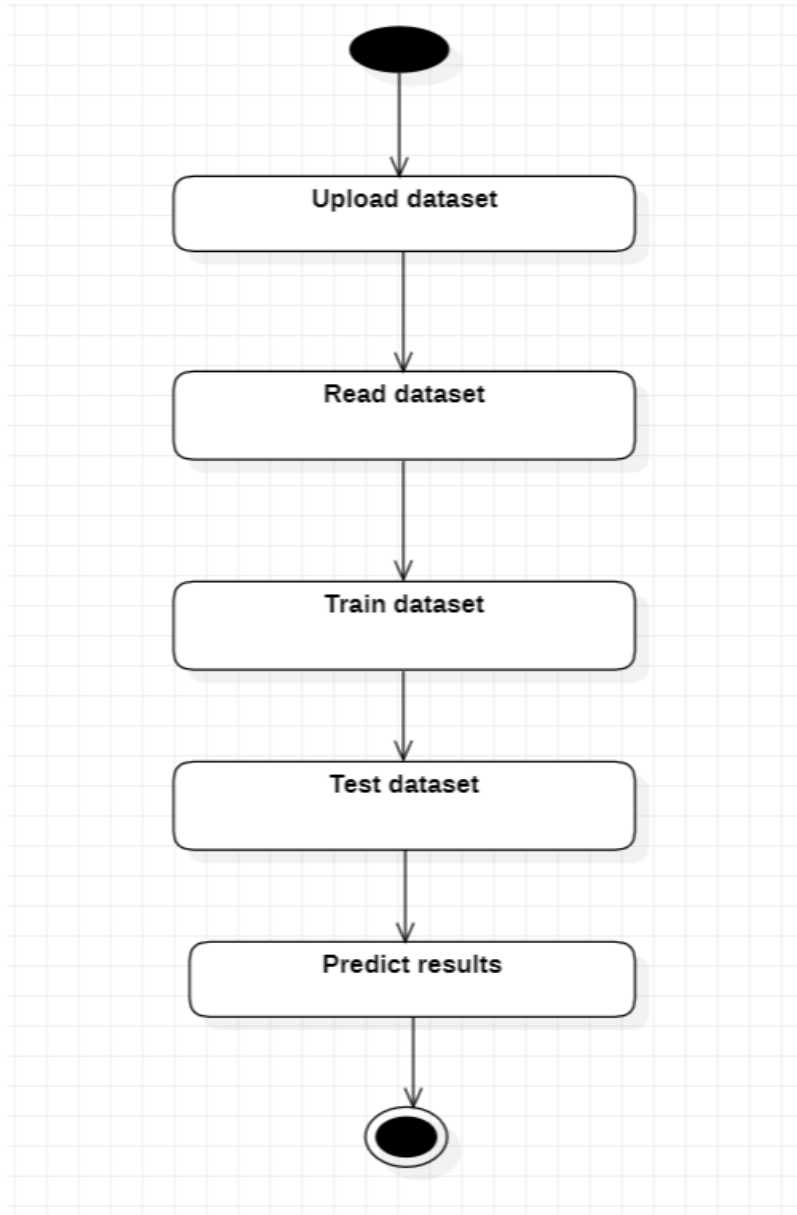 Upload dataset
Read dataset
Train dataset
Test dataset
Predict results